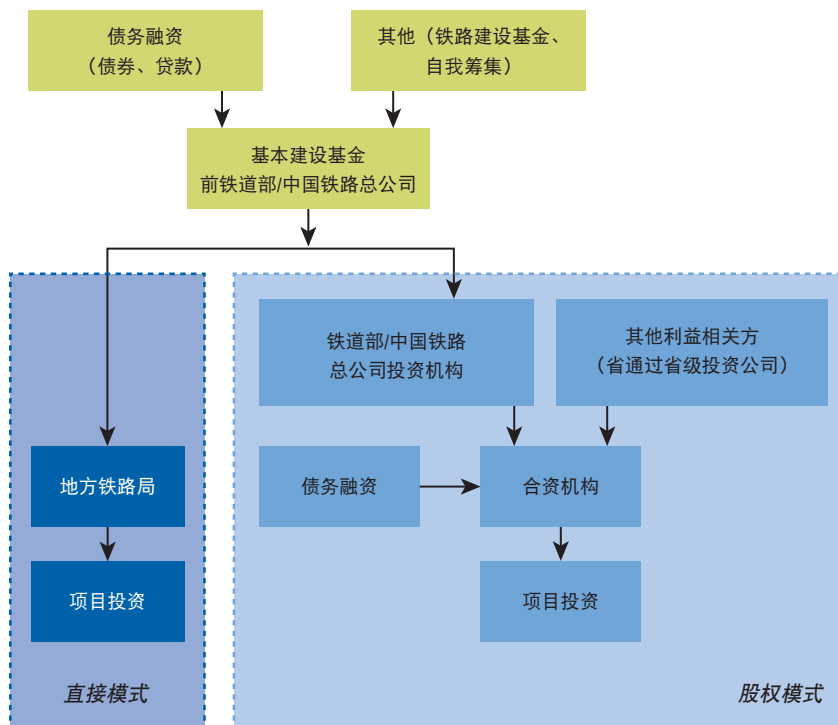 债务融资
（债券、贷款）
其他（铁路建设基金、
自我筹集）
基本建设基金
前铁道部/中国铁路总公司
铁道部/中国铁路
总公司投资机构
其他利益相关方
（省通过省级投资公司）
地方铁路局
债务融资
合资机构
项目投资
项目投资
直接模式
股权模式